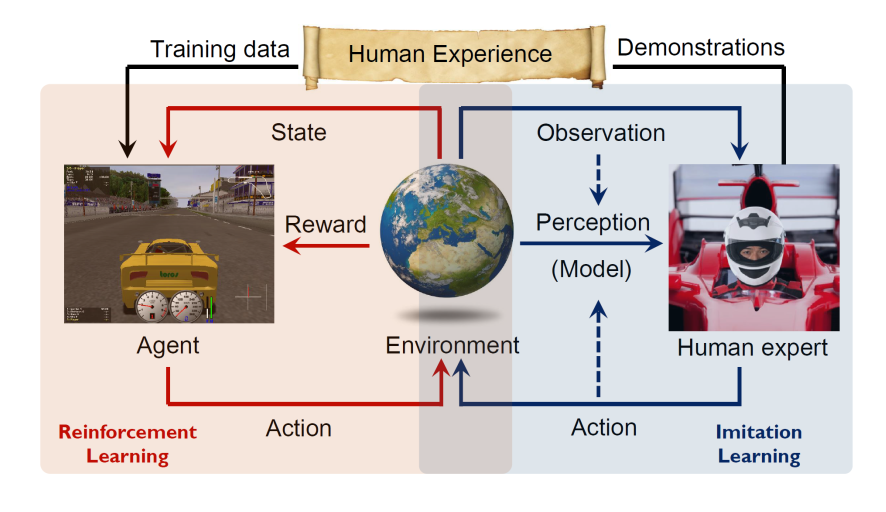 Training data
Human Experience
Demonstrations
State
Observation
Reward
Perception
(Model)
Agent
Environment
Human expert
Action
Action
Reinforcement
Learning
Imitation
Learning